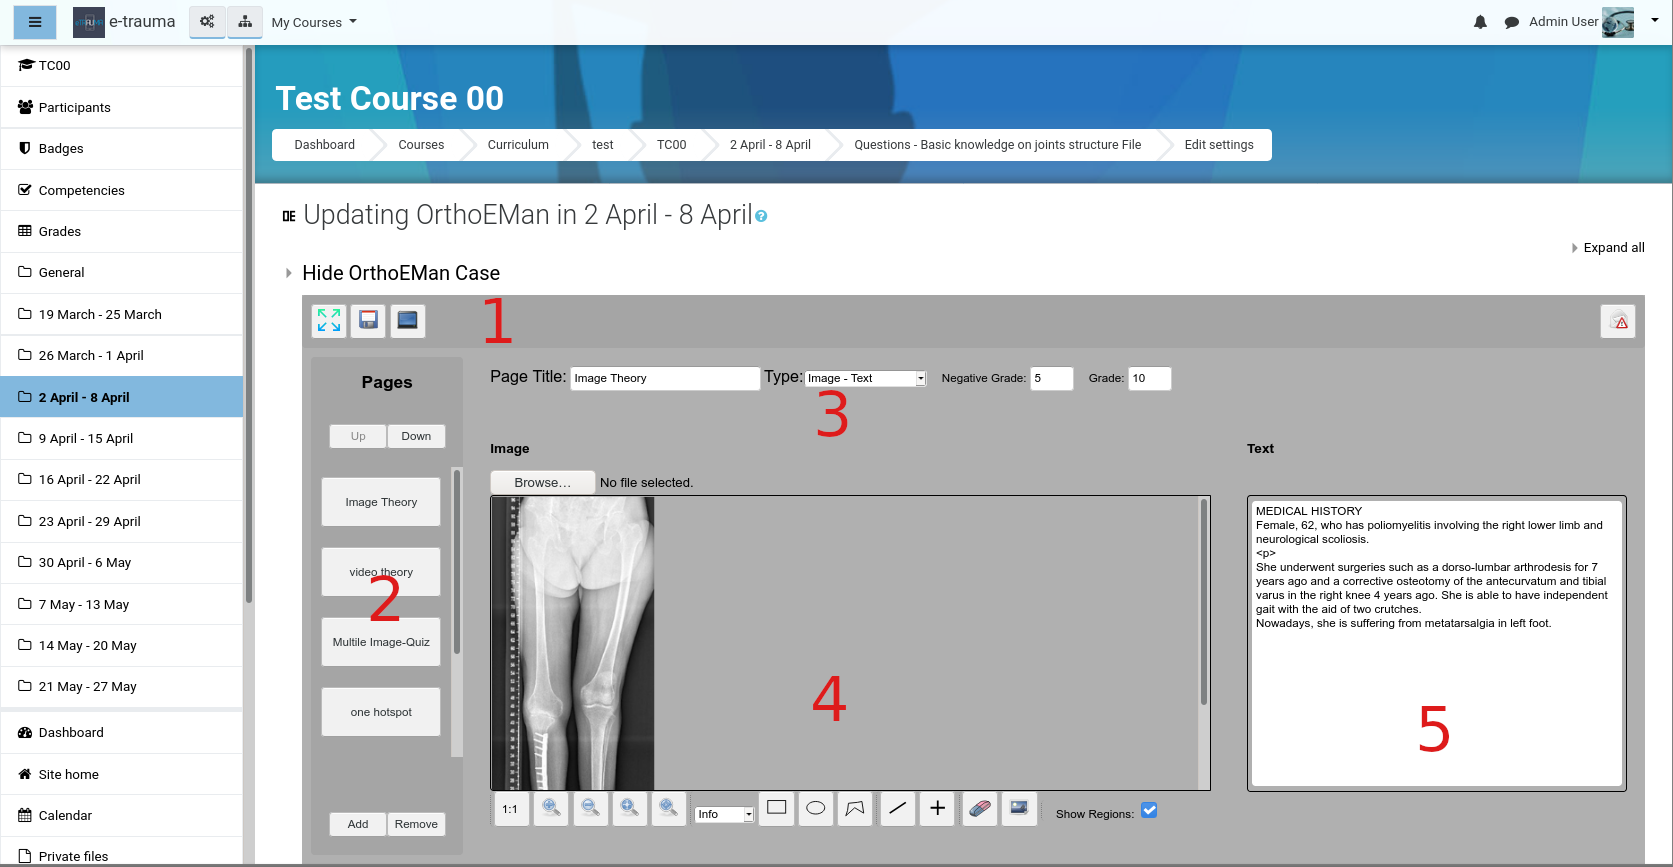 e-trauma
My Courses
Admin User
TC00
Participants
Badges
Competencies
Grades
General
19 March - 25 March
26 March - 1 April
2 April - 8 April
9 April - 15 April
16 April - 22 April
23 April - 29 April
30 April - 6 May
7 May - 13 May
14 May - 20 May
21 May - 27 May
Dashboard
Site home
Calendar
Private files
Test Course 00
Dashboard Courses Curriculum test TC00 2 April - 8 April Questions - Basic knowledge on joints structure File Edit settings
OE Updating OrthoEMan in 2 April - 8 April ?
Expand all
Hide OrthoEMan Case
1
Pages
Up Down
Image Theory
video theory
2
Multile Image-Quiz
one hotspot
Add Remove
Page Title: Image Theory Type: Image - Text Negative Grade: 5 Grade: 10
3
Image
Browse... No file selected.
4
1:1 Info Show Regions:
Text
MEDICAL HISTORY
Female, 62, who has poliomyelitis involving the right lower limb and
neurological scoliosis.
<p>
She underwent surgeries such as a dorso-lumbar arthrodesis for 7
years ago and a corrective osteotomy of the antecurvatum and tibial
varus in the right knee 4 years ago. She is able to have independent
gait with the aid of two crutches.
Nowadays, she is suffering from metatarsalgia in left foot.
5